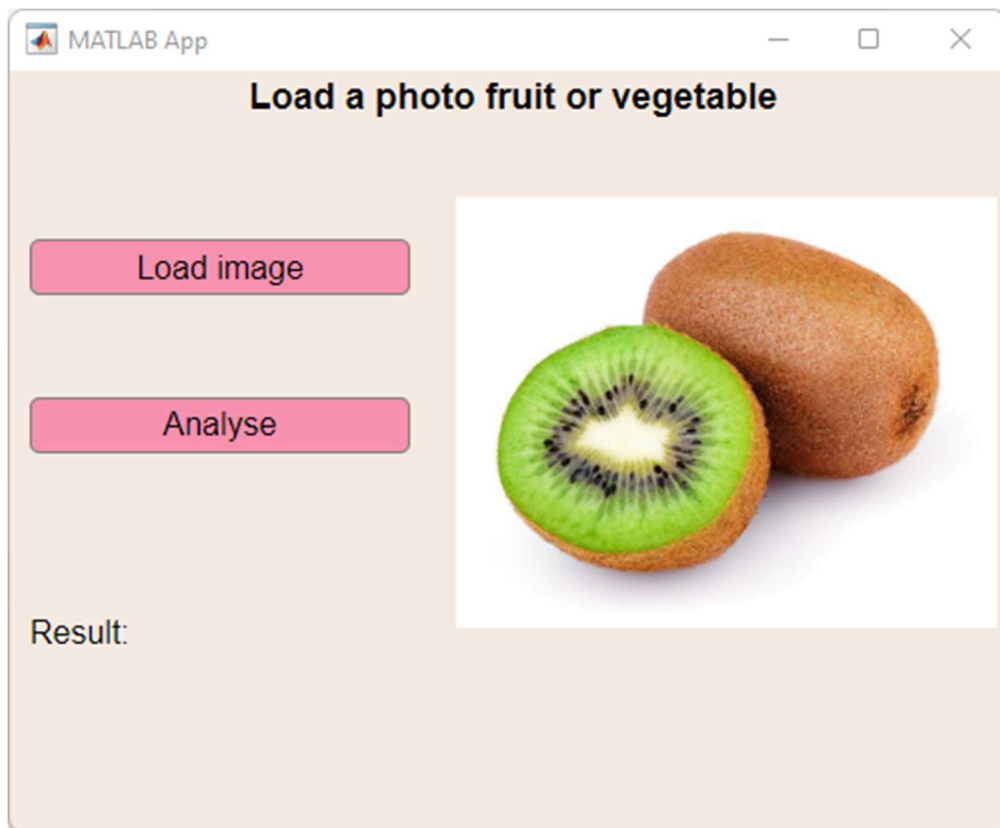 MATLAB App
Load a photo fruit or vegetable
Load image
Analyse
Result: